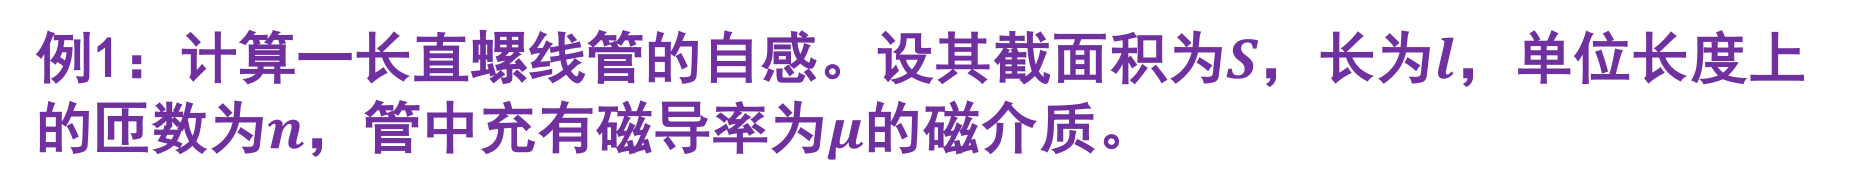 例1：计算一长直螺线管的自感。设其截面积为S，长为l，单位长度上
的匝数为n，管中充有磁导率为μ的磁介质。